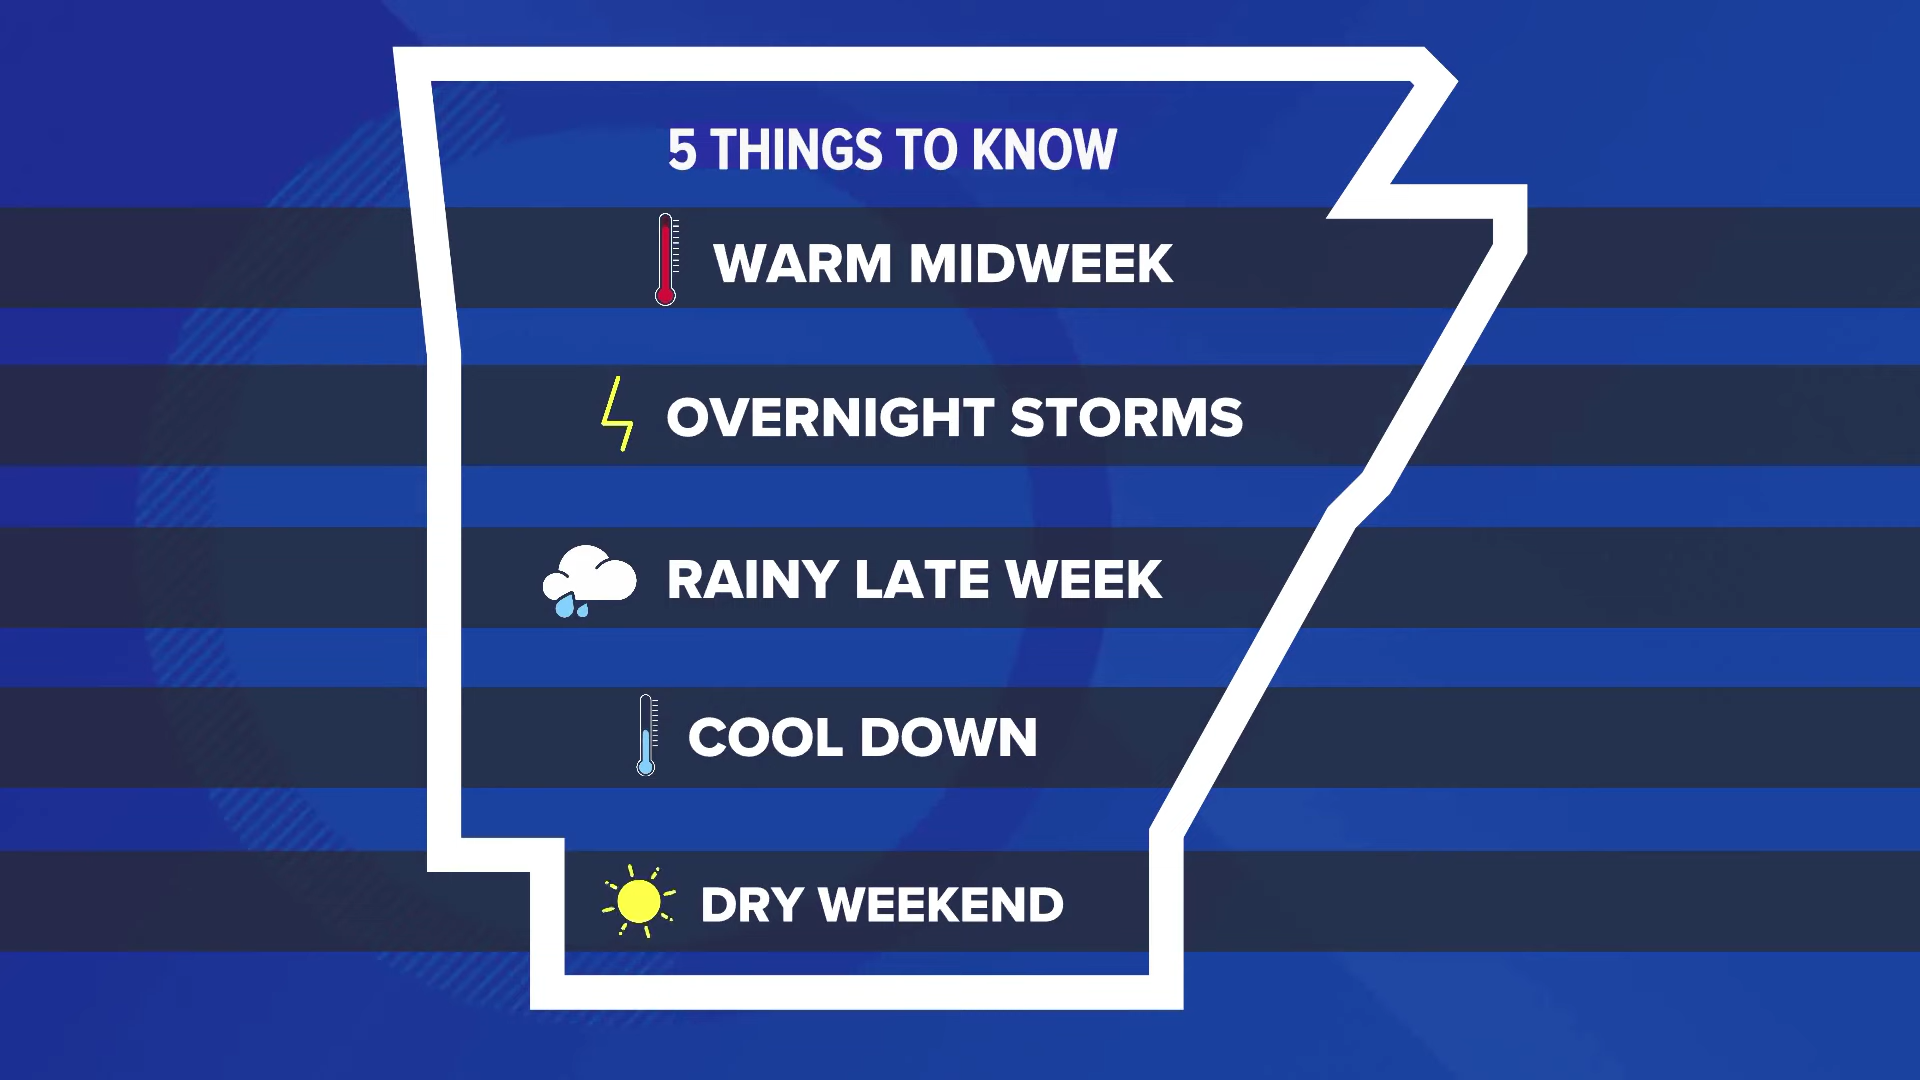 5 THINGS TO KNOW
WARM MIDWEEK
OVERNIGHT STORMS
RAINY LATE WEEK
COOL DOWN
DRY WEEKEND